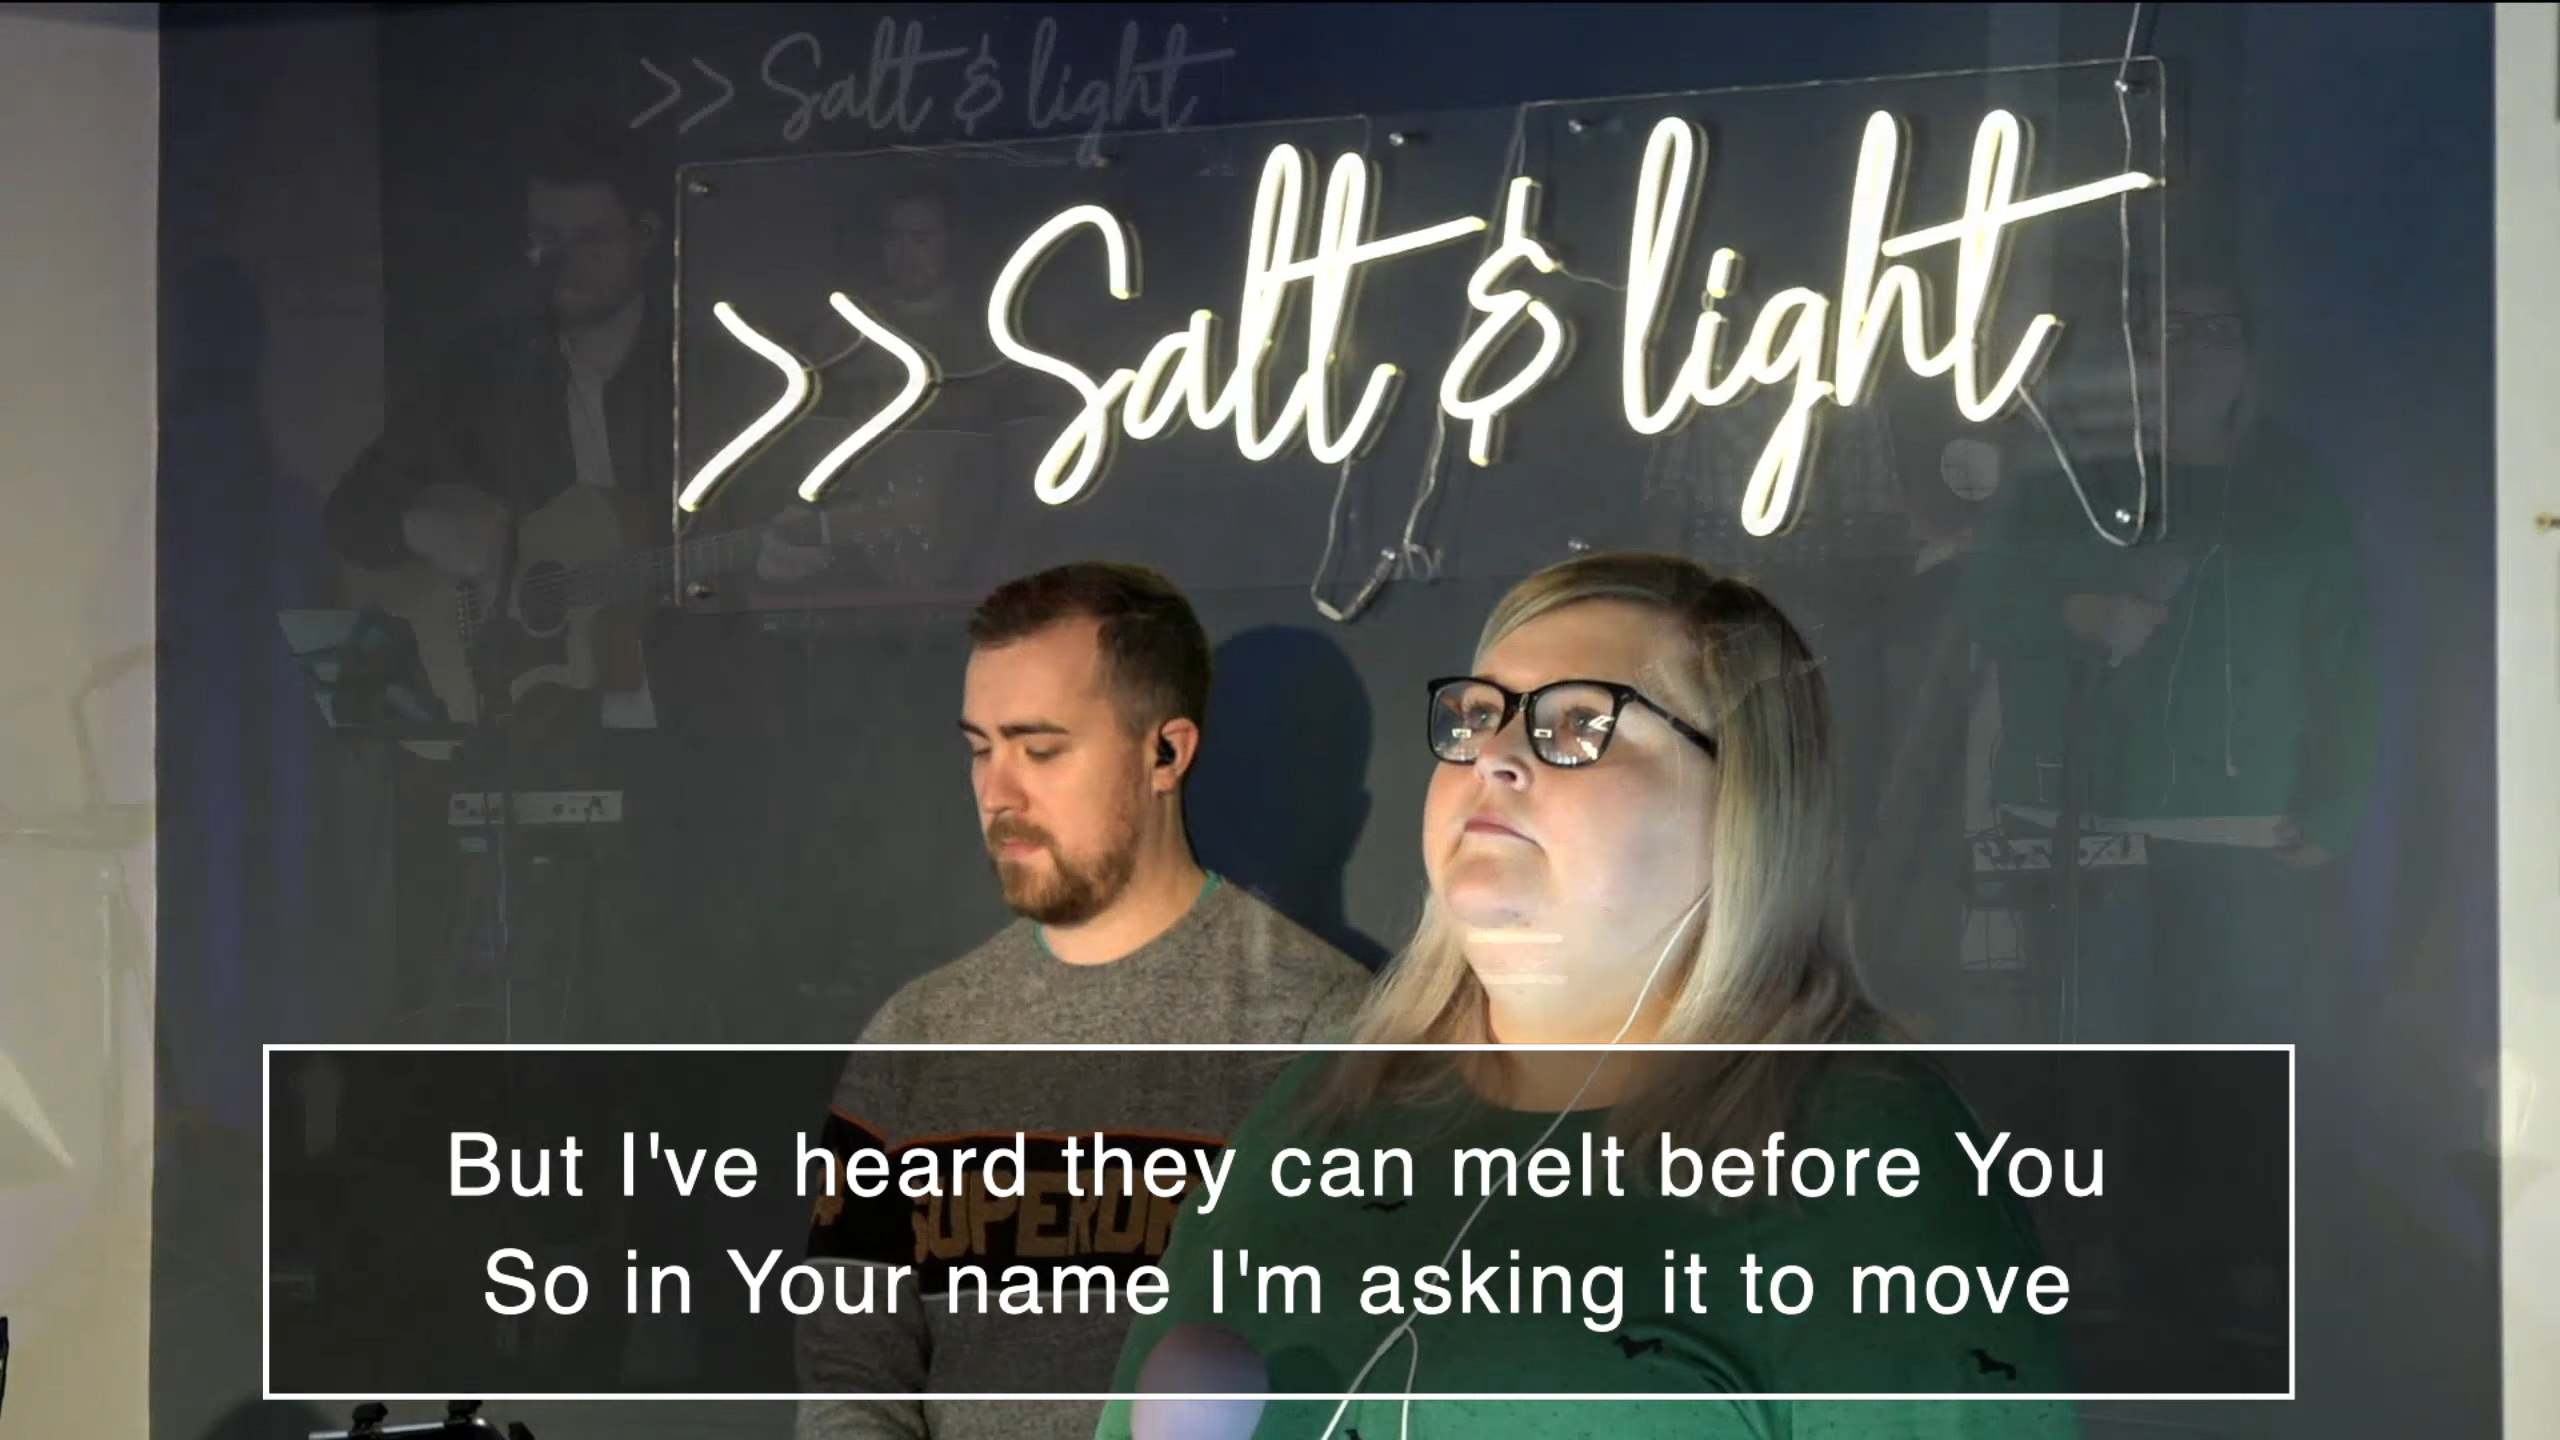 >> Salt & light
>> Salt & light
But I've heard they can melt before You
So in Your name I'm asking it to move